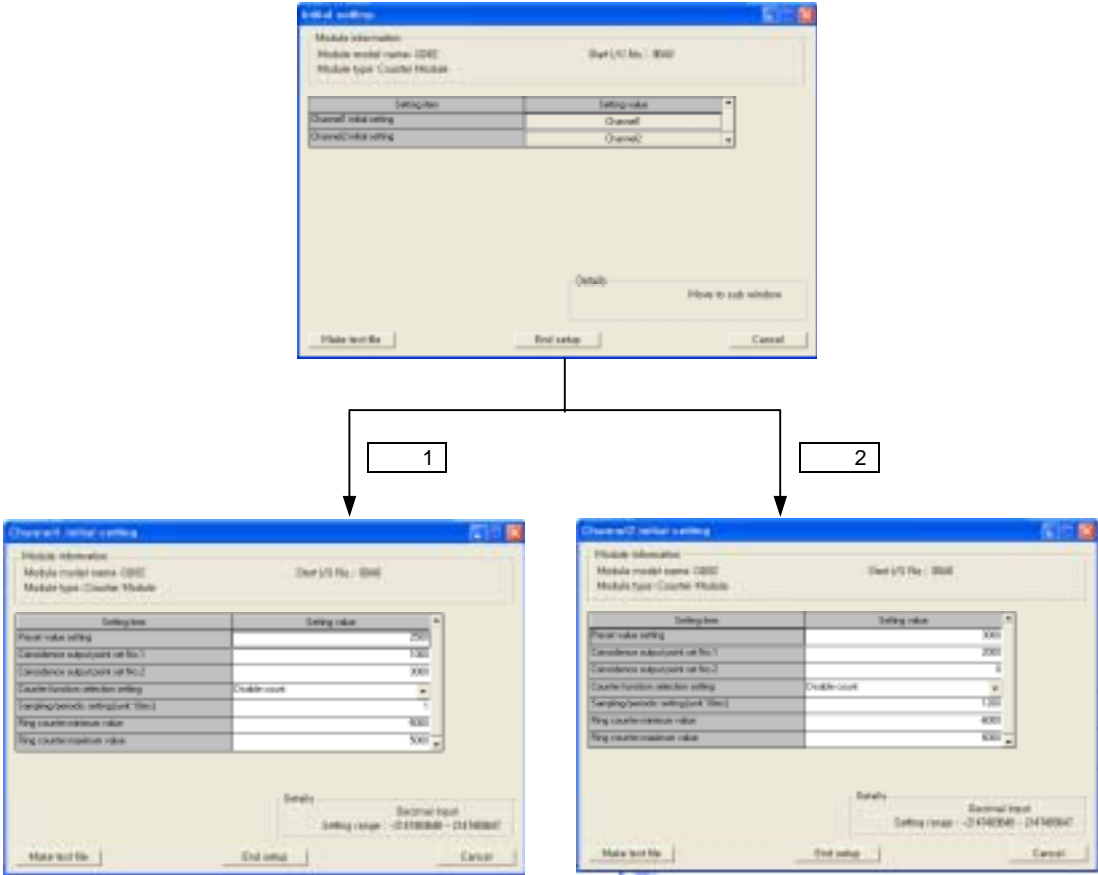 Initial setting
Module information
Module model name: QD62
Start I/O No. : 
Module type: Counter Module
Setting item
Setting value
Channel1 initial setting
Channel1
Channel2 initial setting
Channel2
Details
Move to sub window
Make text file
End setup
Cancel
1
2
Channel1 initial setting
Module information
Module model name: QD62
Start I/O No. : 
Module type: Counter Module
Setting item
Setting value
Preset value setting
2500
Coincidence output point set No.1
1000
Coincidence output point set No.2
3000
Counter function selection setting
Disable count
Sampling/periodic setting(unit:10ms)
1
Ring counter minimum value
-5000
Ring counter maximum value
5000
Details
Decimal input
Setting range :
Make text file
End setup
Cancel
Channel2 initial setting
Module information
Module model name: QD62
Start I/O No. : 
Module type: Counter Module
Setting item
Setting value
Preset value setting
3000
Coincidence output point set No.1
2000
Coincidence output point set No.2
0
Counter function selection setting
Disable count
Sampling/periodic setting(unit:10ms)
Ring counter minimum value
Ring counter maximum value
Details
Decimal input
Setting range :
Make text file
End setup
Cancel